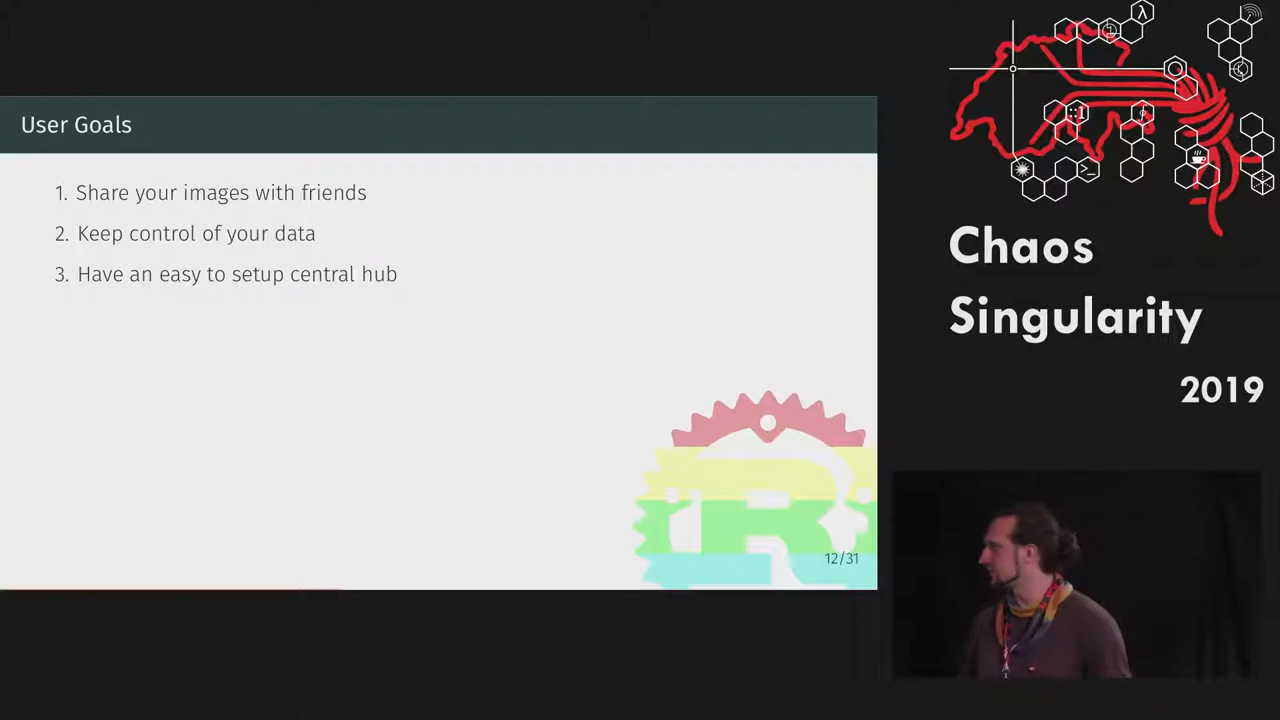 User Goals
1. Share your images with friends
2. Keep control of your data
3. Have an easy to setup central hub
12/31
R
λ
:: 1
>_
Chaos
Singularity
2019